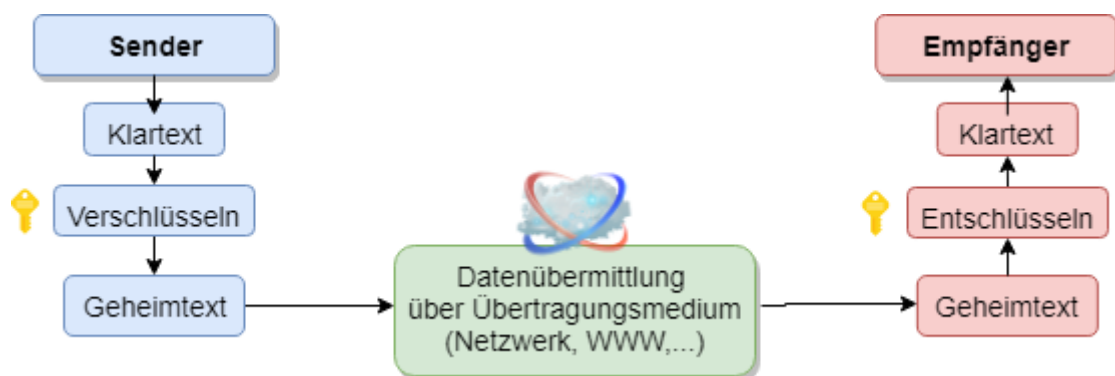 Sender
Klartext
Verschlüsseln
Geheimtext
Datenübermittlung
über Übertragungsmedium
(Netzwerk, WWW,...)
Empfänger
Klartext
Entschlüsseln
Geheimtext